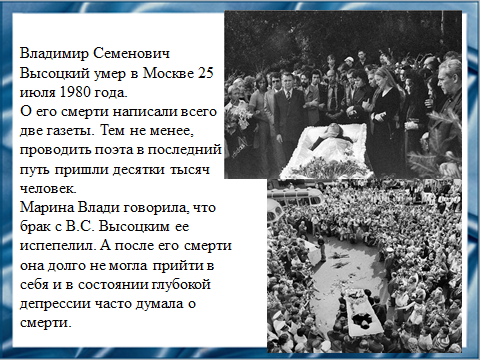 Владимир Семенович
Высоцкий умер в Москве 25
июля 1980 года.
О его смерти написали всего
две газеты. Тем не менее,
проводить поэта в последний
путь пришли десятки тысяч
человек.
Марина Влади говорила, что
брак с В.С. Высоцким ее
испепелил. А после его смерти
она долго не могла прийти в
себя и в состоянии глубокой
депрессии часто думала о
смерти.